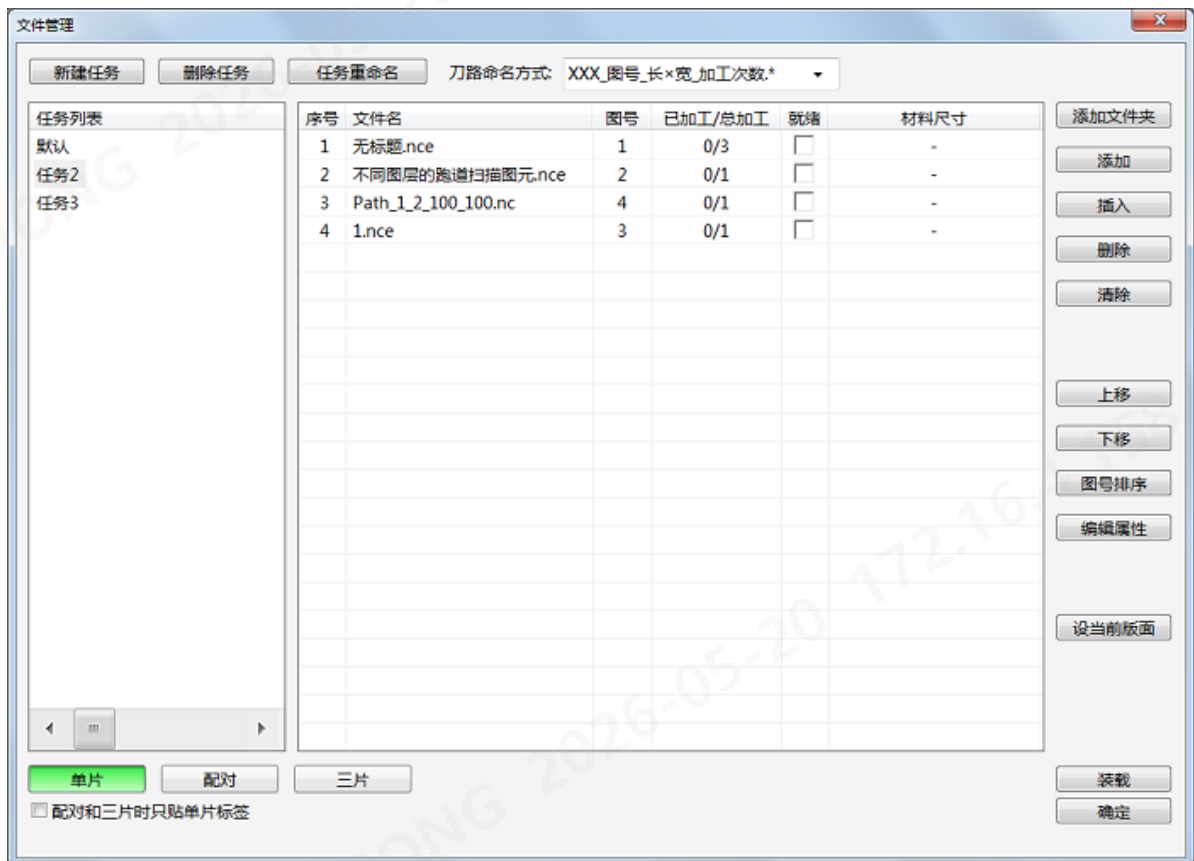 文件管理
新建任务 删除任务 任务重命名 刀路命名方式: XXX_图号_长×宽_加工次数.*
任务列表
默认
任务2
任务3
序号 文件名 图号 已加工/总加工 就绪 材料尺寸
1 无标题.nce 1 0/3 -
2 不同图层的跑道扫描图元.nce 2 0/1 -
3 Path_1_2_100_100.nc 4 0/1 -
4 1.nce 3 0/1 -
添加文件夹
添加
插入
删除
清除
上移
下移
图号排序
编辑属性
设当前版面
单片 配对 三片
配对和三片时只贴单片标签
装载
确定
2026-05-20 172.16.